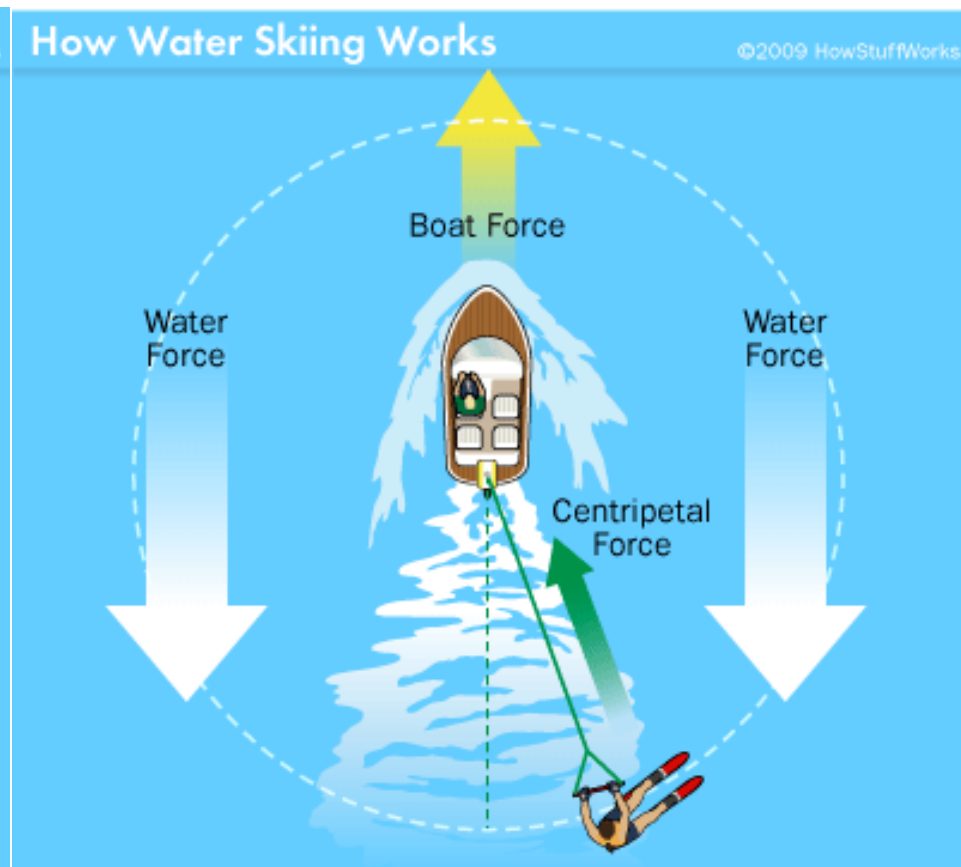 How Water Skiing Works
©2009 HowStuffWorks
Boat Force
Water
Force
Water
Force
Centripetal
Force